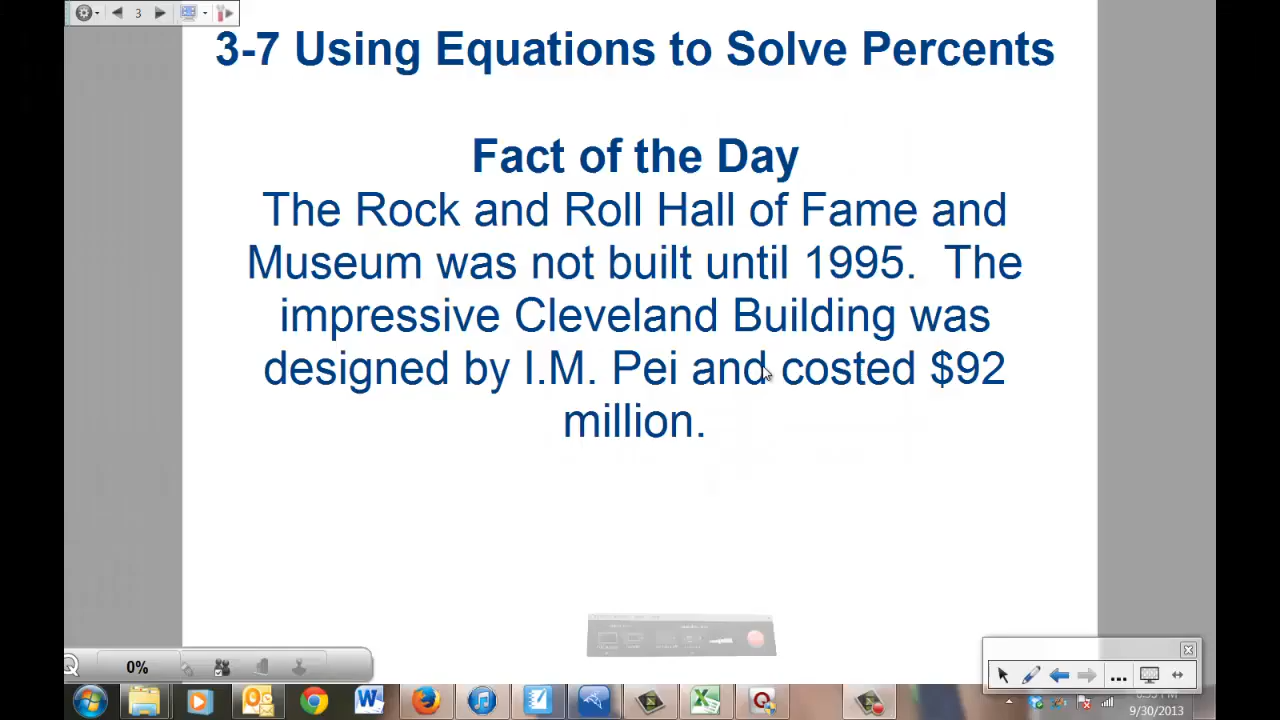 3
3-7 Using Equations to Solve Percents
Fact of the Day
The Rock and Roll Hall of Fame and
Museum was not built until 1995. The
impressive Cleveland Building was
designed by I.M. Pei and costed $92
million.
0%
9/30/2013